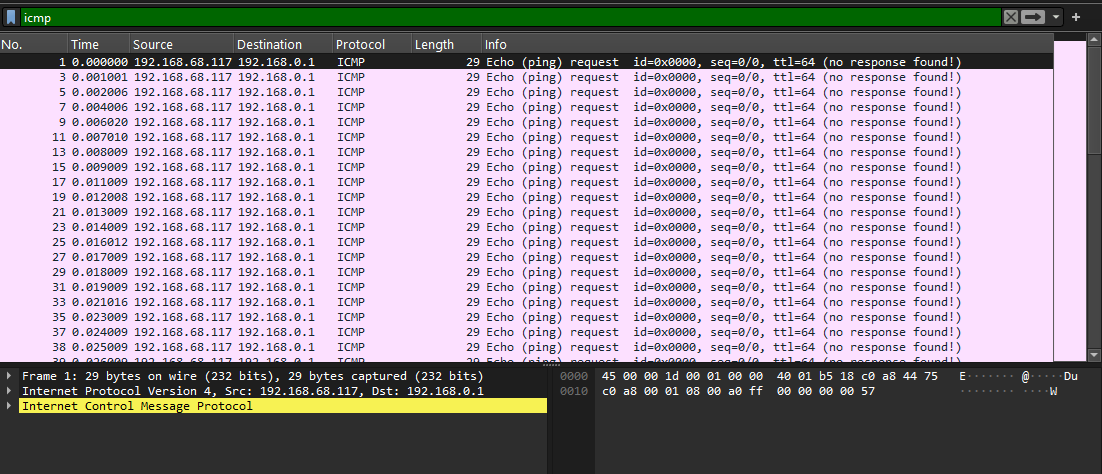 icmp
No. Time Source Destination Protocol Length Info
1 0.000000 192.168.68.117 192.168.0.1 ICMP 29 Echo (ping) request id=0x0000, seq=0/0, ttl=64 (no response found!)
3 0.001001 192.168.68.117 192.168.0.1 ICMP 29 Echo (ping) request id=0x0000, seq=0/0, ttl=64 (no response found!)
5 0.002006 192.168.68.117 192.168.0.1 ICMP 29 Echo (ping) request id=0x0000, seq=0/0, ttl=64 (no response found!)
7 0.004006 192.168.68.117 192.168.0.1 ICMP 29 Echo (ping) request id=0x0000, seq=0/0, ttl=64 (no response found!)
9 0.006020 192.168.68.117 192.168.0.1 ICMP 29 Echo (ping) request id=0x0000, seq=0/0, ttl=64 (no response found!)
11 0.007010 192.168.68.117 192.168.0.1 ICMP 29 Echo (ping) request id=0x0000, seq=0/0, ttl=64 (no response found!)
13 0.008009 192.168.68.117 192.168.0.1 ICMP 29 Echo (ping) request id=0x0000, seq=0/0, ttl=64 (no response found!)
15 0.009009 192.168.68.117 192.168.0.1 ICMP 29 Echo (ping) request id=0x0000, seq=0/0, ttl=64 (no response found!)
17 0.011009 192.168.68.117 192.168.0.1 ICMP 29 Echo (ping) request id=0x0000, seq=0/0, ttl=64 (no response found!)
19 0.012008 192.168.68.117 192.168.0.1 ICMP 29 Echo (ping) request id=0x0000, seq=0/0, ttl=64 (no response found!)
21 0.013009 192.168.68.117 192.168.0.1 ICMP 29 Echo (ping) request id=0x0000, seq=0/0, ttl=64 (no response found!)
23 0.014009 192.168.68.117 192.168.0.1 ICMP 29 Echo (ping) request id=0x0000, seq=0/0, ttl=64 (no response found!)
25 0.016012 192.168.68.117 192.168.0.1 ICMP 29 Echo (ping) request id=0x0000, seq=0/0, ttl=64 (no response found!)
27 0.017009 192.168.68.117 192.168.0.1 ICMP 29 Echo (ping) request id=0x0000, seq=0/0, ttl=64 (no response found!)
29 0.018009 192.168.68.117 192.168.0.1 ICMP 29 Echo (ping) request id=0x0000, seq=0/0, ttl=64 (no response found!)
31 0.019009 192.168.68.117 192.168.0.1 ICMP 29 Echo (ping) request id=0x0000, seq=0/0, ttl=64 (no response found!)
33 0.021016 192.168.68.117 192.168.0.1 ICMP 29 Echo (ping) request id=0x0000, seq=0/0, ttl=64 (no response found!)
35 0.023009 192.168.68.117 192.168.0.1 ICMP 29 Echo (ping) request id=0x0000, seq=0/0, ttl=64 (no response found!)
37 0.024009 192.168.68.117 192.168.0.1 ICMP 29 Echo (ping) request id=0x0000, seq=0/0, ttl=64 (no response found!)
38 0.025009 192.168.68.117 192.168.0.1 ICMP 29 Echo (ping) request id=0x0000, seq=0/0, ttl=64 (no response found!)
39 0.026009 192.168.68.117 192.168.0.1 ICMP 29 Echo (ping) request id=0x0000, seq=0/0, ttl=64 (no response found!)
Frame 1: 29 bytes on wire (232 bits), 29 bytes captured (232 bits)
Internet Protocol Version 4, Src: 192.168.68.117, Dst: 192.168.0.1
Internet Control Message Protocol
0000 45 00 00 1d 00 01 00 00 40 01 b5 18 c0 a8 44 75 E······· @·····Du
0010 c0 a8 00 01 08 00 a0 ff 00 00 00 00 57 ········ ····W